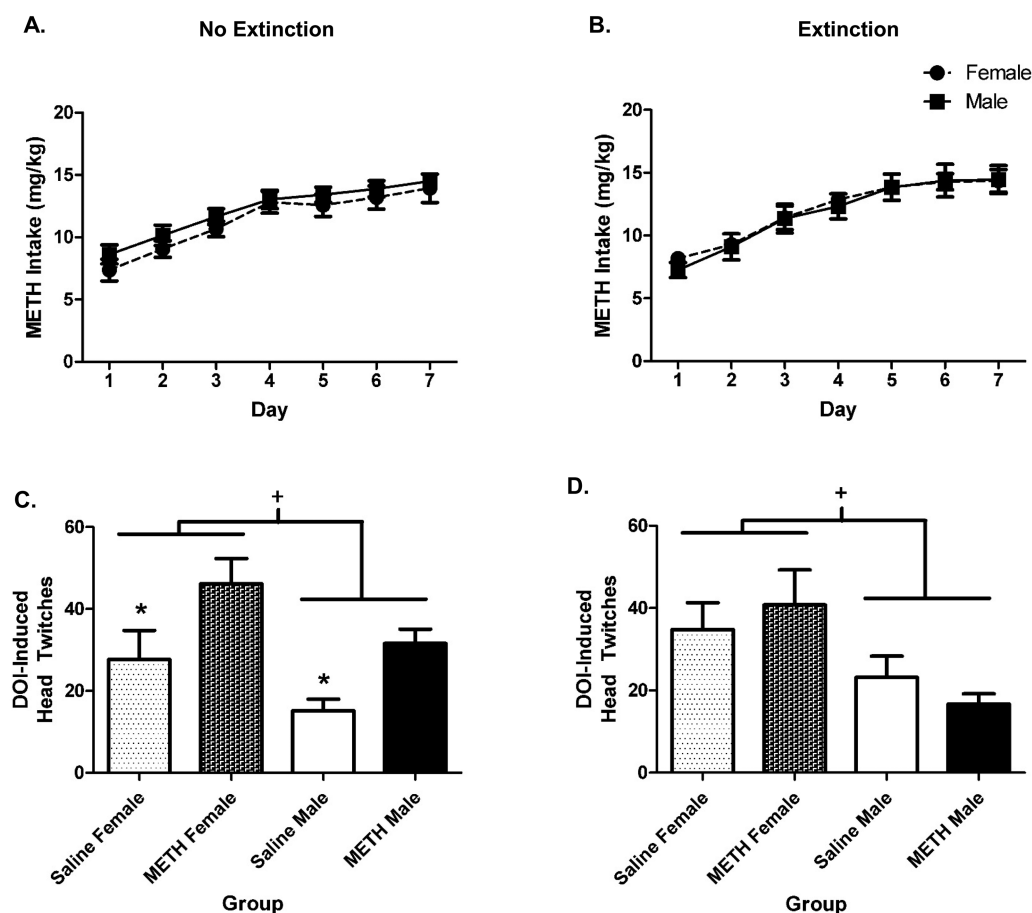 A.
No Extinction
METH Intake (mg/kg)
20
15
10
5
0
1 2 3 4 5 6 7
Day
B.
Extinction
Female
Male
METH Intake (mg/kg)
20
15
10
5
0
1 2 3 4 5 6 7
Day
C.
+
DOI-Induced
Head Twitches
60
40
20
0
*
*
Saline Female
METH Female
Saline Male
METH Male
Group
D.
+
DOI-Induced
Head Twitches
60
40
20
0
Saline Female
METH Female
Saline Male
METH Male
Group